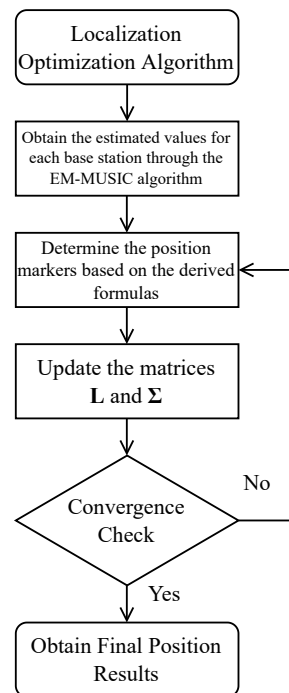 Localization
Optimization Algorithm
Obtain the estimated values for
each base station through the
EM-MUSIC algorithm
Determine the position
markers based on the derived
formulas
Update the matrices
L and Σ
Convergence
Check
No
Yes
Obtain Final Position
Results